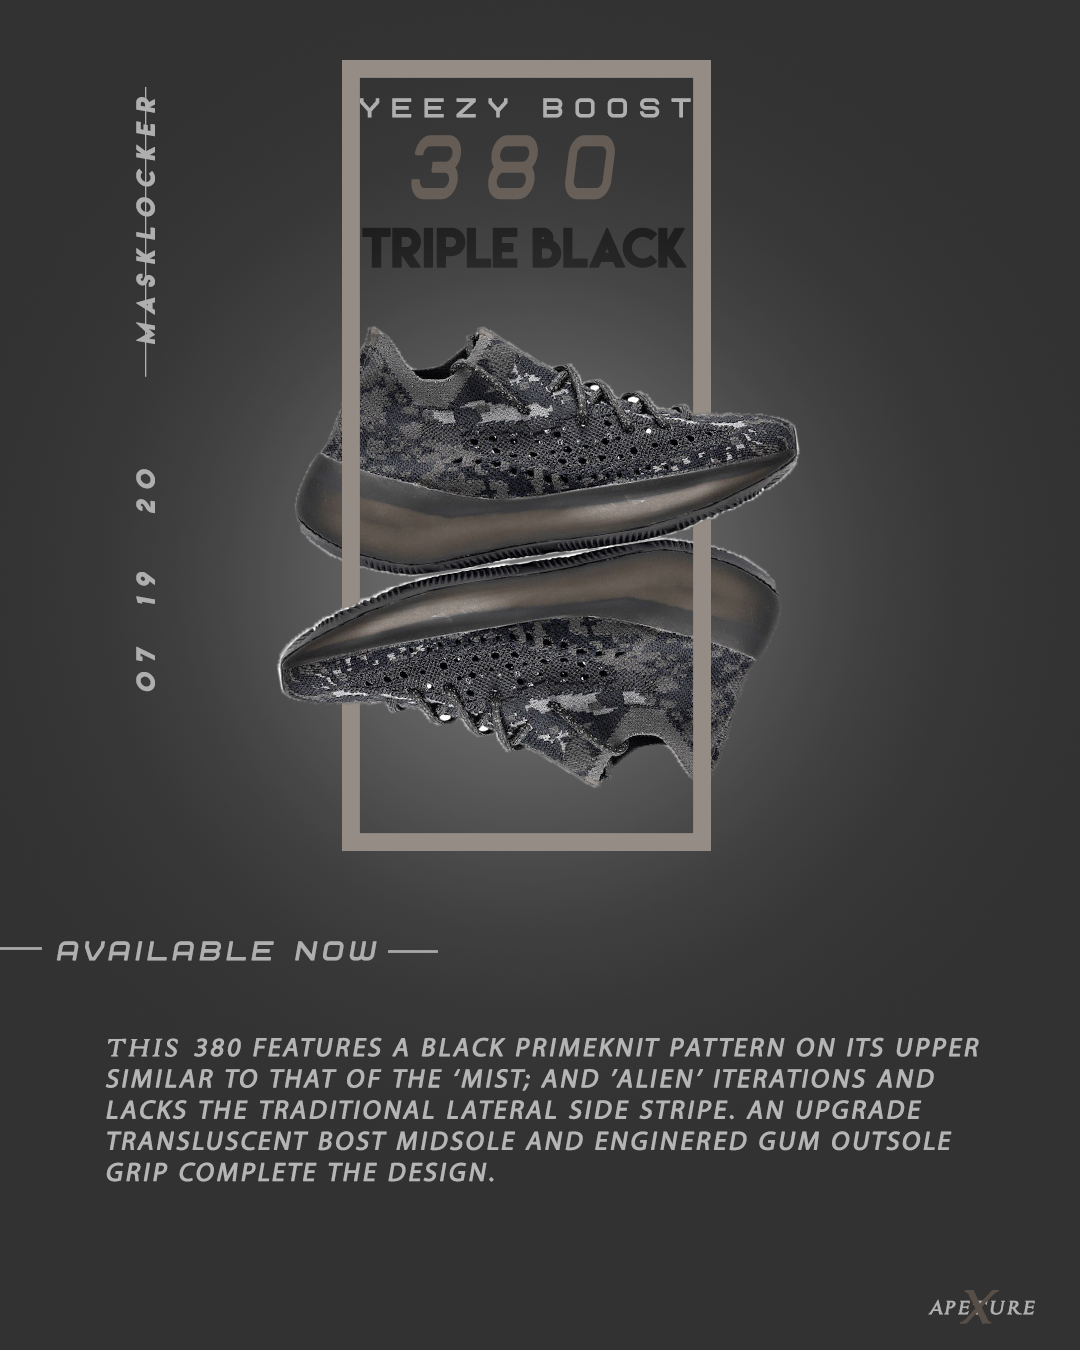 YEEZY BOOST
380
TRIPLE BLACK
MASKLOCKER
07 19 20
AVAILABLE NOW
THIS 380 FEATURES A BLACK PRIMEKNIT PATTERN ON ITS UPPER
SIMILAR TO THAT OF THE ‘MIST; AND ’ALIEN’ ITERATIONS AND
LACKS THE TRADITIONAL LATERAL SIDE STRIPE. AN UPGRADE
TRANSLUSCENT BOST MIDSOLE AND ENGINERED GUM OUTSOLE
GRIP COMPLETE THE DESIGN.
APEXTURE